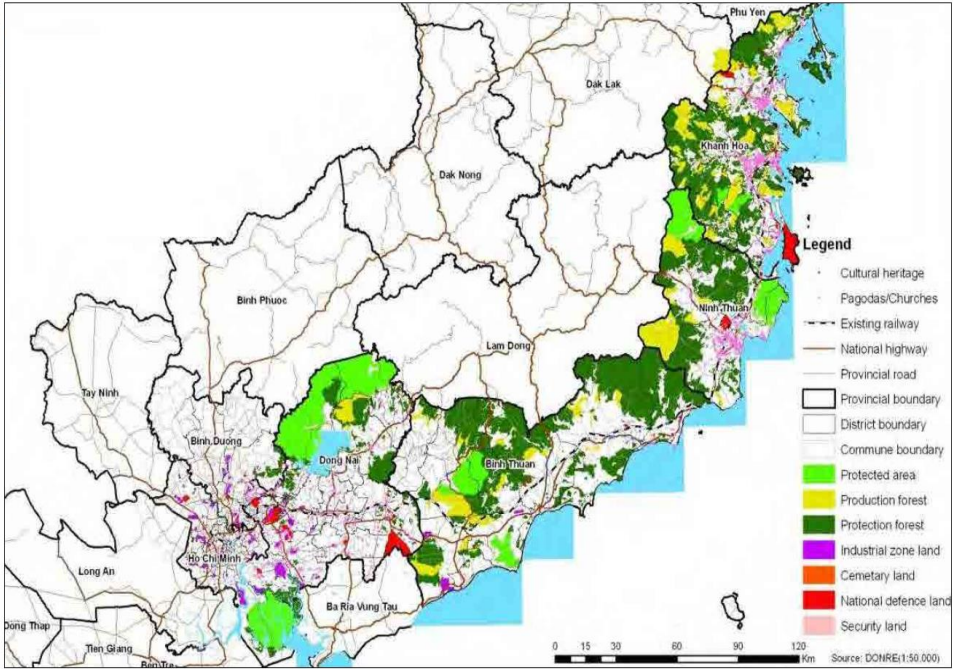 Phu Yen
Dak Lak
Khanh Hoa
Dak Nong
Legend
Cultural heritage
Pagodas/Churches
Binh Phuoc
Ninh Thuan
Existing railway
Lam Dong
National highway
Provincial road
Tay Ninh
Provincial boundary
District boundary
Binh Duong
Commune boundary
Dong Nai
Binh Thuan
Protected area
Production forest
Protection forest
Ho Chi Minh
Industrial zone land
Long An
Cemetary land
Ba Ria Vung Tau
National defence land
Dong Thap
Security land
Tien Giang
Ben Tre
0 15 30 60 90 120
Km
Source: DONRE(1:50.000)